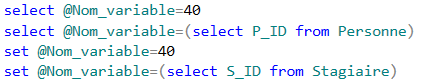 select @Nom_variable=40
select @Nom_variable=(select P_ID from Personne)
set @Nom_variable=40
set @Nom_variable=(select S_ID from Stagiaire)